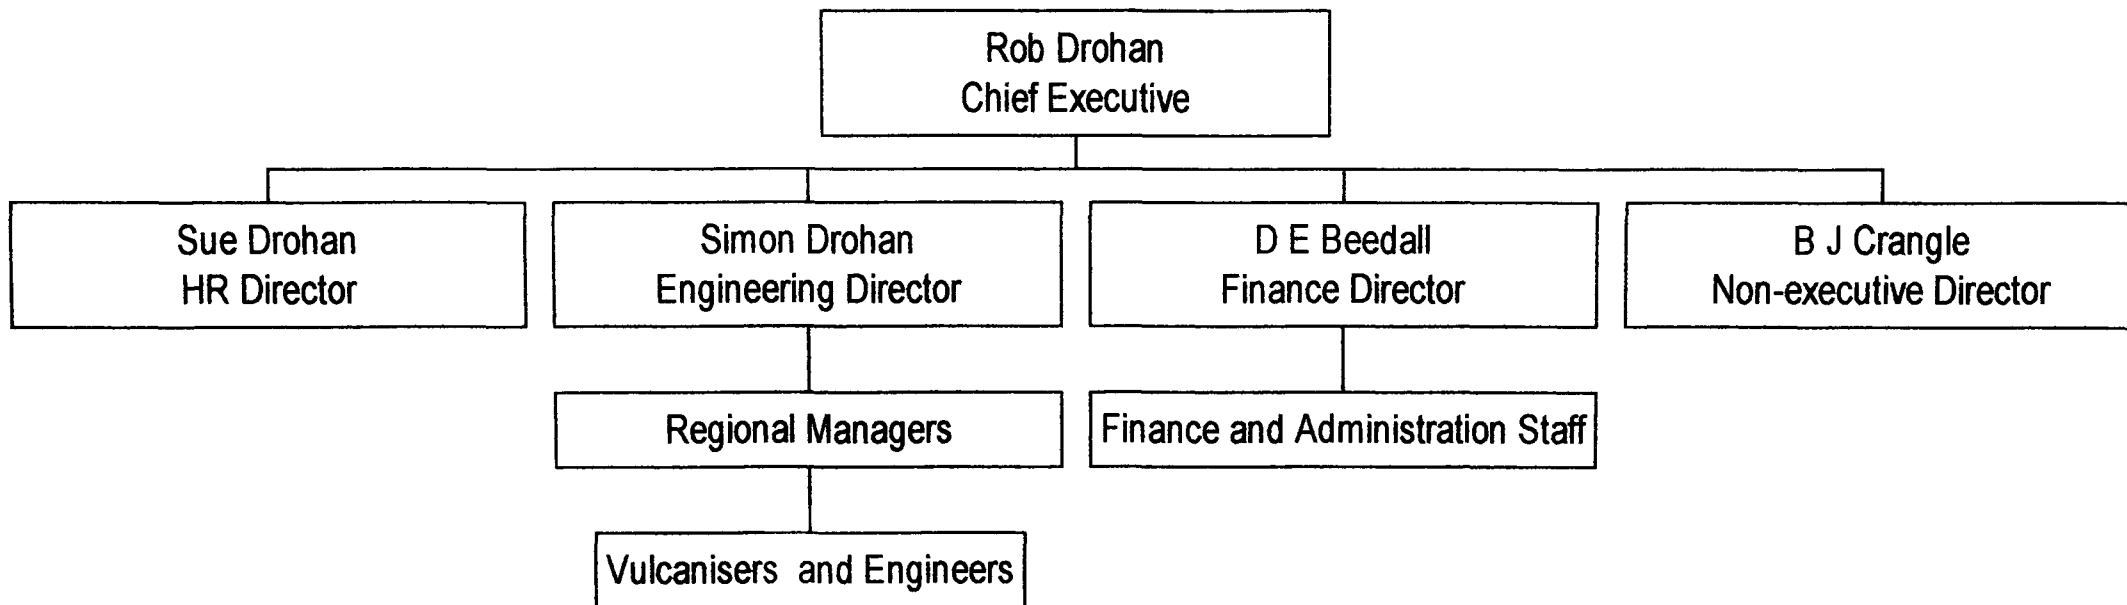 Rob Drohan
Chief Executive
Sue Drohan
HR Director
Simon Drohan
Engineering Director
D E Beedall
Finance Director
B J Crangle
Non-executive Director
Regional Managers
Finance and Administration Staff
Vulcanisers and Engineers